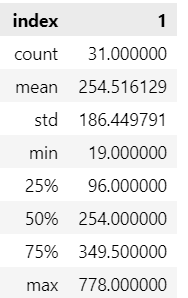 index 1
count 31.000000
mean 254.516129
std 186.449791
min 19.000000
25% 96.000000
50% 254.000000
75% 349.500000
max 778.000000